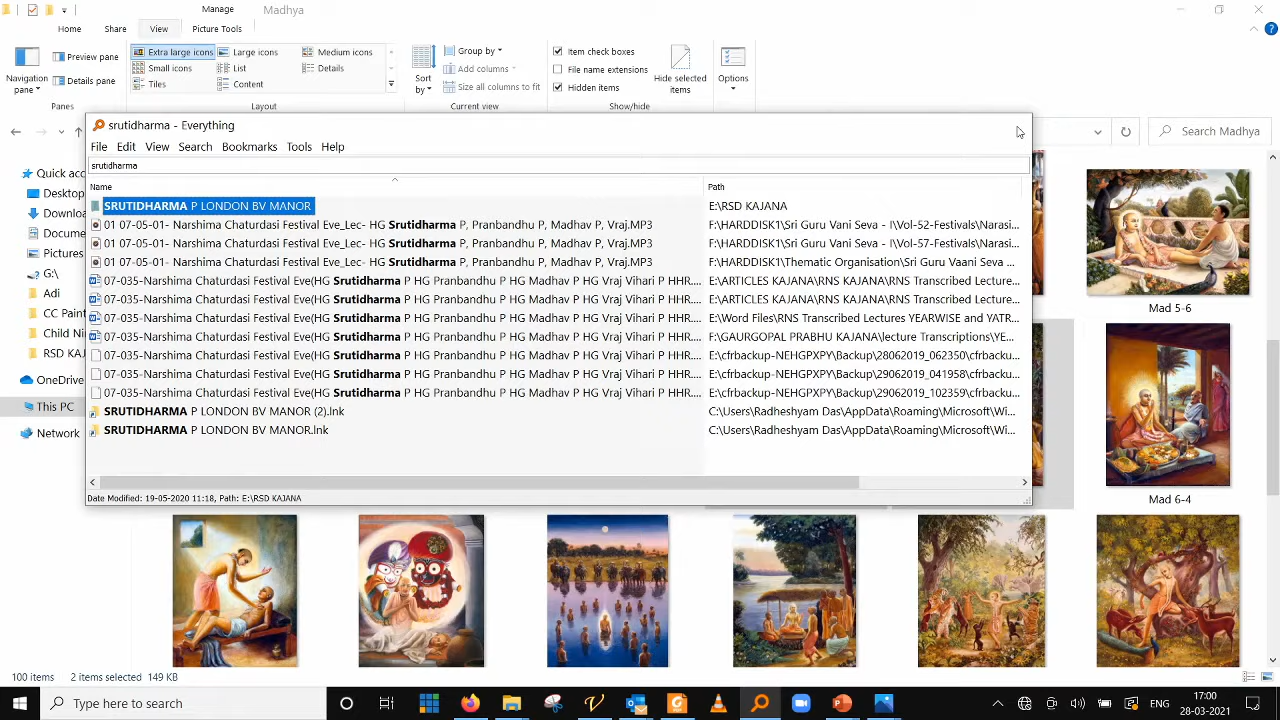 Manage
Madhya
Home
Share
View
Picture Tools
Navigation pane
Preview pane
Details pane
Extra large icons
Large icons
Medium icons
Small icons
List
Details
Tiles
Content
Sort by
Group by
Add columns
Size all columns to fit
Item check boxes
File name extensions
Hidden items
Hide selected items
Options
Panes
Layout
Current view
Show/hide
Search Madhya
Quick acc
Desktop
Downlo
Docume
Pictures
G:\
Adi
CC Paint
Child Ni
RSD KA
OneDrive
This PC
Network
srutidharma - Everything
File Edit View Search Bookmarks Tools Help
srutidharma
Name
Path
SRUTIDHARMA P LONDON BV MANOR E:\RSD KAJANA
01 07-05-01- Narshima Chaturdasi Festival Eve_Lec- HG Srutidharma P, Pranbandhu P, Madhav P, Vraj.MP3 F:\HARDDISK1\Sri Guru Vani Seva - I\Vol-52-Festivals\Narasi...
01 07-05-01- Narshima Chaturdasi Festival Eve_Lec- HG Srutidharma P, Pranbandhu P, Madhav P, Vraj.MP3 F:\HARDDISK1\Sri Guru Vani Seva - I\Vol-57-Festivals\Narasi...
01 07-05-01- Narshima Chaturdasi Festival Eve_Lec- HG Srutidharma P, Pranbandhu P, Madhav P, Vraj.MP3 F:\HARDDISK1\Thematic Organisation\Sri Guru Vaani Seva ...
07-035-Narshima Chaturdasi Festival Eve(HG Srutidharma P HG Pranbandhu P HG Madhav P HG Vraj Vihari P HHR.... E:\ARTICLES KAJANA\RNS KAJANA\RNS Transcribed Lecture...
07-035-Narshima Chaturdasi Festival Eve(HG Srutidharma P HG Pranbandhu P HG Madhav P HG Vraj Vihari P HHR.... E:\ARTICLES KAJANA\RNS KAJANA\RNS Transcribed Lecture...
07-035-Narshima Chaturdasi Festival Eve(HG Srutidharma P HG Pranbandhu P HG Madhav P HG Vraj Vihari P HHR.... E:\Word Files\RNS Transcribed Lectures YEARWISE and YATR...
07-035-Narshima Chaturdasi Festival Eve(HG Srutidharma P HG Pranbandhu P HG Madhav P HG Vraj Vihari P HHR.... F:\GAURGOPAL PRABHU KAJANA\lecture Transcriptions\YE...
07-035-Narshima Chaturdasi Festival Eve(HG Srutidharma P HG Pranbandhu P HG Madhav P HG Vraj Vihari P HHR.... E:\cfrbackup-NEHGPXPY\Backup\28062019_062350\cfrbacku...
07-035-Narshima Chaturdasi Festival Eve(HG Srutidharma P HG Pranbandhu P HG Madhav P HG Vraj Vihari P HHR.... E:\cfrbackup-NEHGPXPY\Backup\29062019_041958\cfrbacku...
07-035-Narshima Chaturdasi Festival Eve(HG Srutidharma P HG Pranbandhu P HG Madhav P HG Vraj Vihari P HHR.... E:\cfrbackup-NEHGPXPY\Backup\29062019_102359\cfrbacku...
SRUTIDHARMA P LONDON BV MANOR (2).lnk C:\Users\Radheshyam Das\AppData\Roaming\Microsoft\Wi...
SRUTIDHARMA P LONDON BV MANOR.lnk C:\Users\Radheshyam Das\AppData\Roaming\Microsoft\Wi...
Date Modified: 19-05-2020 11:18, Path: E:\RSD KAJANA
Mad 5-6
Mad 6-4
100 items 2 items selected 149 KB
Type here to search
ENG
17:00
28-03-2021